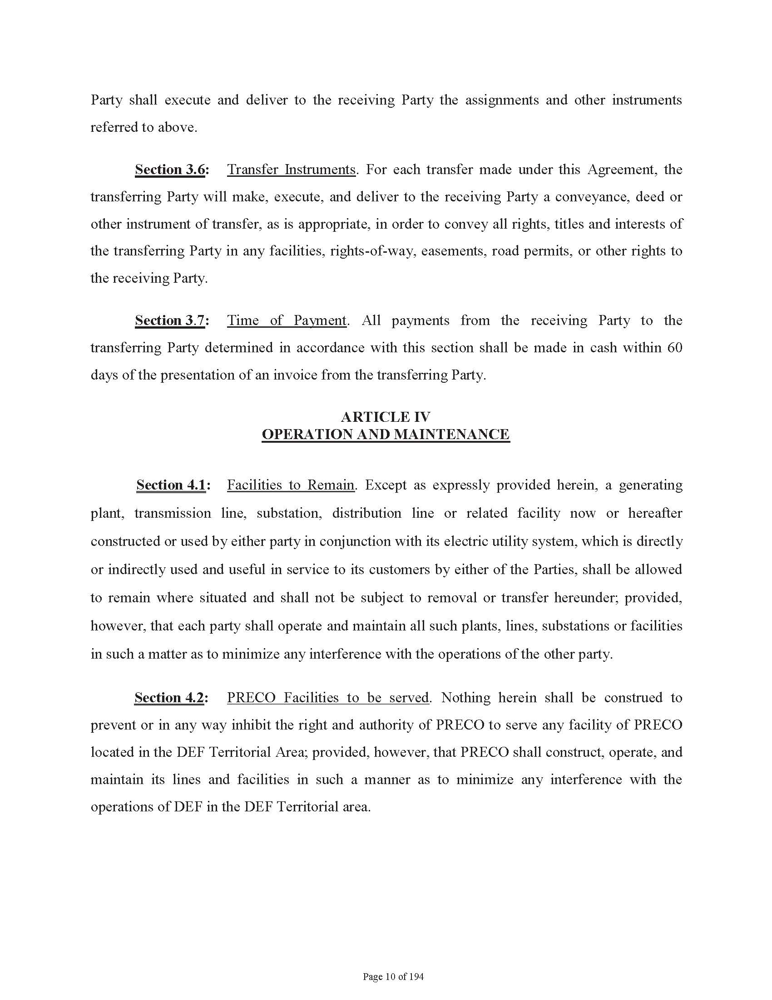 Party shall execute and deliver to the receiving Party the assignments and other instruments
referred to above.
Section 3.6: Transfer Instruments. For each transfer made under this Agreement, the
transferring Party will make, execute, and deliver to the receiving Party a conveyance, deed or
other instrument of transfer, as is appropriate, in order to convey all rights, titles and interests of
the transferring Party in any facilities, rights-of-way, easements, road permits, or other rights to
the receiving Party.
Section 3.7: Time of Payment. All payments from the receiving Party to the
transferring Party determined in accordance with this section shall be made in cash within 60
days of the presentation of an invoice from the transferring Party.
ARTICLE IV
OPERATION AND MAINTENANCE
Section 4.1: Facilities to Remain. Except as expressly provided herein, a generating
plant, transmission line, substation, distribution line or related facility now or hereafter
constructed or used by either party in conjunction with its electric utility system, which is directly
or indirectly used and useful in service to its customers by either of the Parties, shall be allowed
to remain where situated and shall not be subject to removal or transfer hereunder; provided,
however, that each party shall operate and maintain all such plants, lines, substations or facilities
in such a matter as to minimize any interference with the operations of the other party.
Section 4.2: PRECO Facilities to be served. Nothing herein shall be construed to
prevent or in any way inhibit the right and authority of PRECO to serve any facility of PRECO
located in the DEF Territorial Area; provided, however, that PRECO shall construct, operate, and
maintain its lines and facilities in such a manner as to minimize any interference with the
operations of DEF in the DEF Territorial area.
Page 10 of 194